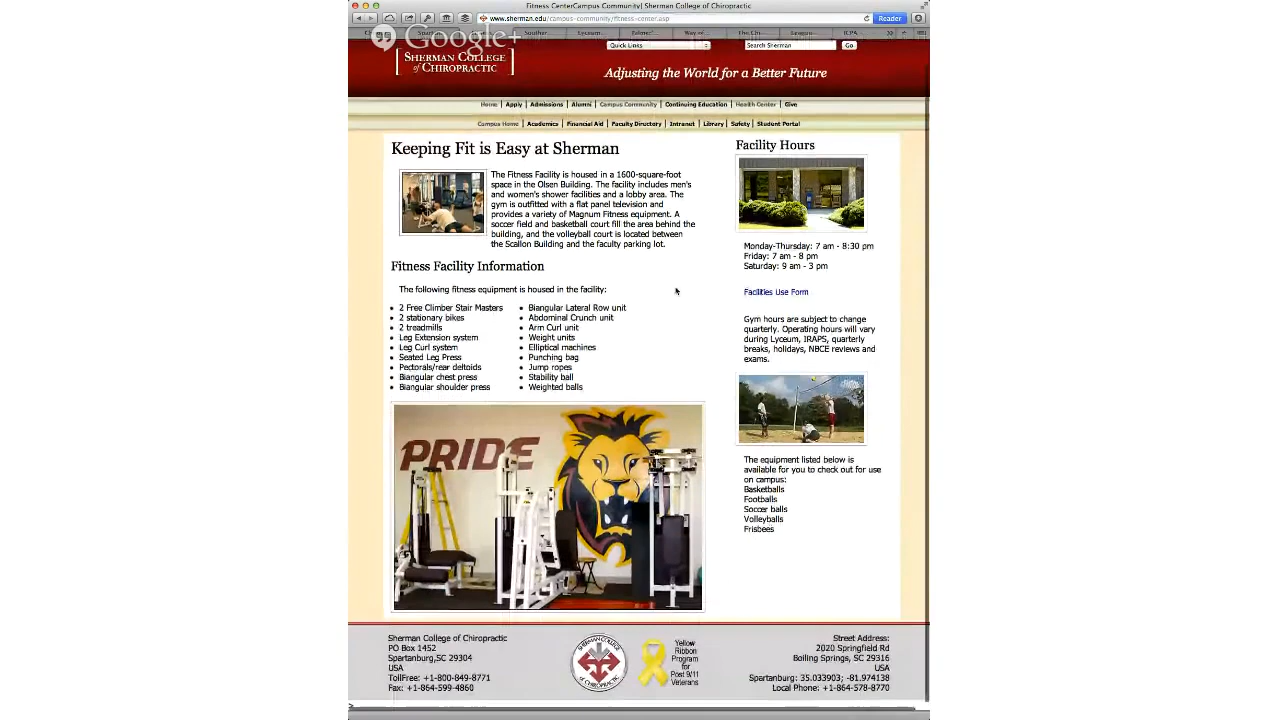 Fitness CenterCampus Community| Sherman College of Chiropractic
www.sherman.edu/campus-community/fitness-center.asp
Reader
Google+
Souther...
Lyceum...
Palmer...
Way of...
The Chi...
League...
ICPA
Quick Links
Search Sherman
Go
SHERMAN COLLEGE
of CHIROPRACTIC
Adjusting the World for a Better Future
Home | Apply | Admissions | Alumni | Campus Community | Continuing Education | Health Center | Give
Campus Home | Academics | Financial Aid | Faculty Directory | Intranet | Library | Safety | Student Portal
Keeping Fit is Easy at Sherman
The Fitness Facility is housed in a 1600-square-foot
space in the Olsen Building. The facility includes men's
and women's shower facilities and a lobby area. The
gym is outfitted with a flat panel television and
provides a variety of Magnum Fitness equipment. A
soccer field and basketball court fill the area behind the
building, and the volleyball court is located between
the Scallon Building and the faculty parking lot.
Fitness Facility Information
The following fitness equipment is housed in the facility:
2 Free Climber Stair Masters
2 stationary bikes
2 treadmills
Leg Extension system
Leg Curl system
Seated Leg Press
Pectorals/rear deltoids
Biangular chest press
Biangular shoulder press
Biangular Lateral Row unit
Abdominal Crunch unit
Arm Curl unit
Weight units
Elliptical machines
Punching bag
Jump ropes
Stability ball
Weighted balls
PRIDE
Facility Hours
Monday-Thursday: 7 am - 8:30 pm
Friday: 7 am - 8 pm
Saturday: 9 am - 3 pm
Facilities Use Form
Gym hours are subject to change
quarterly. Operating hours will vary
during Lyceum, IRAPS, quarterly
breaks, holidays, NBCE reviews and
exams.
The equipment listed below is
available for you to check out for use
on campus:
Basketballs
Footballs
Soccer balls
Volleyballs
Frisbees
Sherman College of Chiropractic
PO Box 1452
Spartanburg,SC 29304
USA
TollFree: +1-800-849-8771
Fax: +1-864-599-4860
SHERMAN COLLEGE
of CHIROPRACTIC
Yellow
Ribbon
Program
for
Post 9/11
Veterans
Street Address:
2020 Springfield Rd
Boiling Springs, SC 29316
USA
Spartanburg: 35.033903; -81.974138
Local Phone: +1-864-578-8770